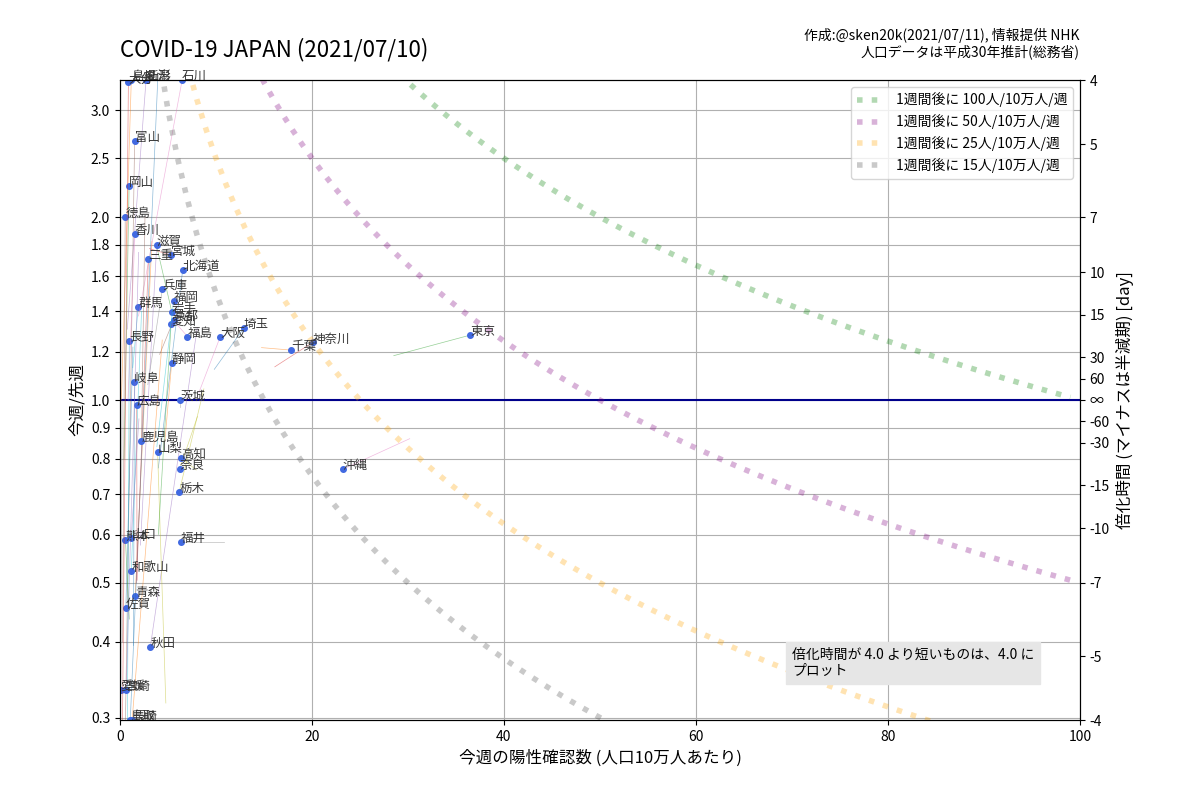 COVID-19 JAPAN (2021/07/10)
作成:@sken20k(2021/07/11), 情報提供 NHK
人口データは平成30年推計(総務省)
1週間後に 100人/10万人/週
1週間後に 50人/10万人/週
1週間後に 25人/10万人/週
1週間後に 15人/10万人/週
石川
富山
岡山
徳島
香川
滋賀
宮城
三重
北海道
兵庫
福岡
群馬
岩手
京都
愛知
埼玉
福島
大阪
長野
神奈川
千葉
東京
静岡
岐阜
茨城
広島
鹿児島
山梨
高知
奈良
沖縄
栃木
熊本
山口
福井
和歌山
青森
佐賀
秋田
倍化時間が 4.0 より短いものは、4.0 に
プロット
3.0
2.5
2.0
1.8
1.6
1.4
1.2
1.0
0.9
0.8
0.7
0.6
0.5
0.4
0.3
今週/先週
4
5
7
10
15
30
60
∞
-60
-30
-15
-10
-7
-5
-4
倍化時間 (マイナスは半減期) [day]
0
20
40
60
80
100
今週の陽性確認数 (人口10万人あたり)